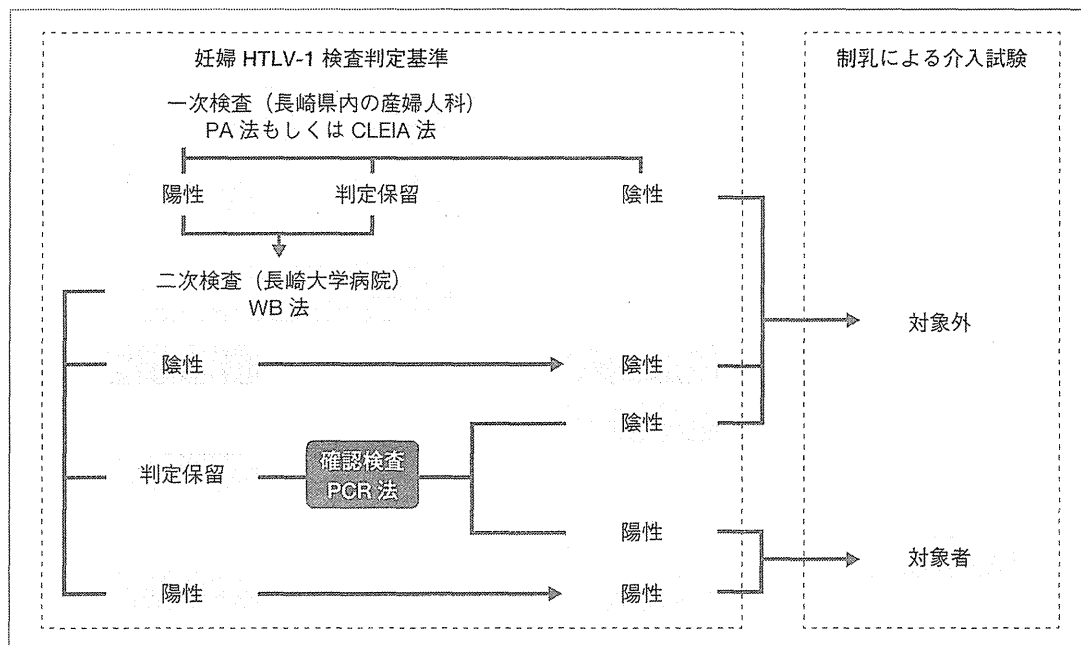 妊婦 HTLV-1 検査判定基準
制乳による介入試験
一次検査（長崎県内の産婦人科）
PA 法もしくは CLEIA 法
陽性
判定保留
陰性
二次検査（長崎大学病院）
WB 法
対象外
陰性
陰性
陰性
判定保留
確認検査
PCR 法
陽性
対象者
陽性
陽性